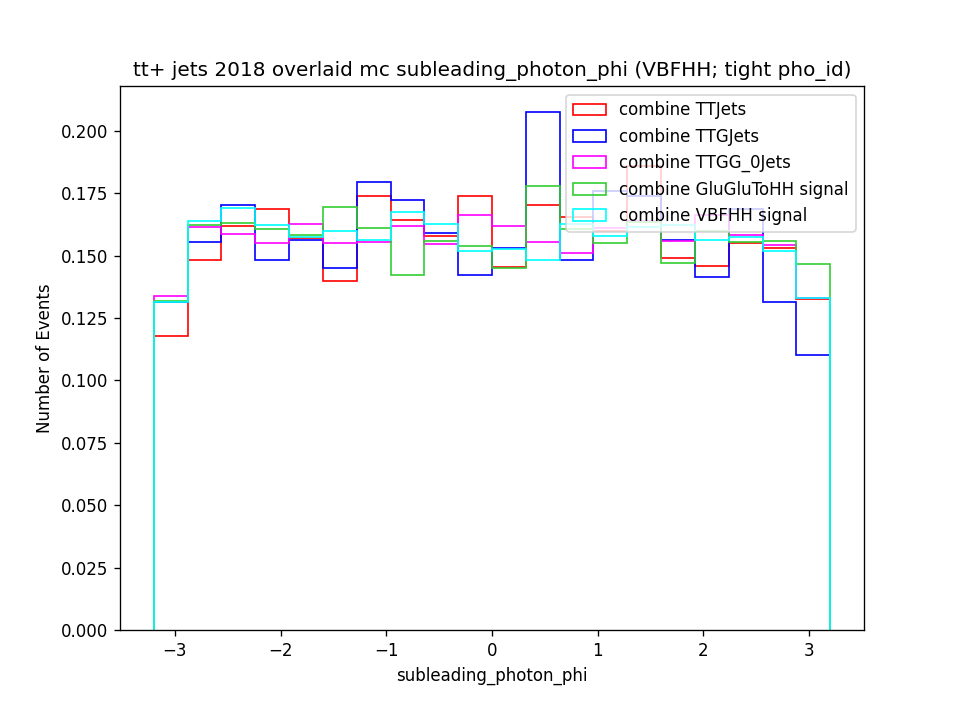 tt+ jets 2018 overlaid mc subleading_photon_phi (VBFHH; tight pho_id)
combine TTJets
combine TTGJets
combine TTGG_0Jets
combine GluGluToHH signal
combine VBFHH signal
0.200
0.175
0.150
0.125
0.100
0.075
0.050
0.025
0.000
Number of Events
−3 −2 −1 0 1 2 3
subleading_photon_phi